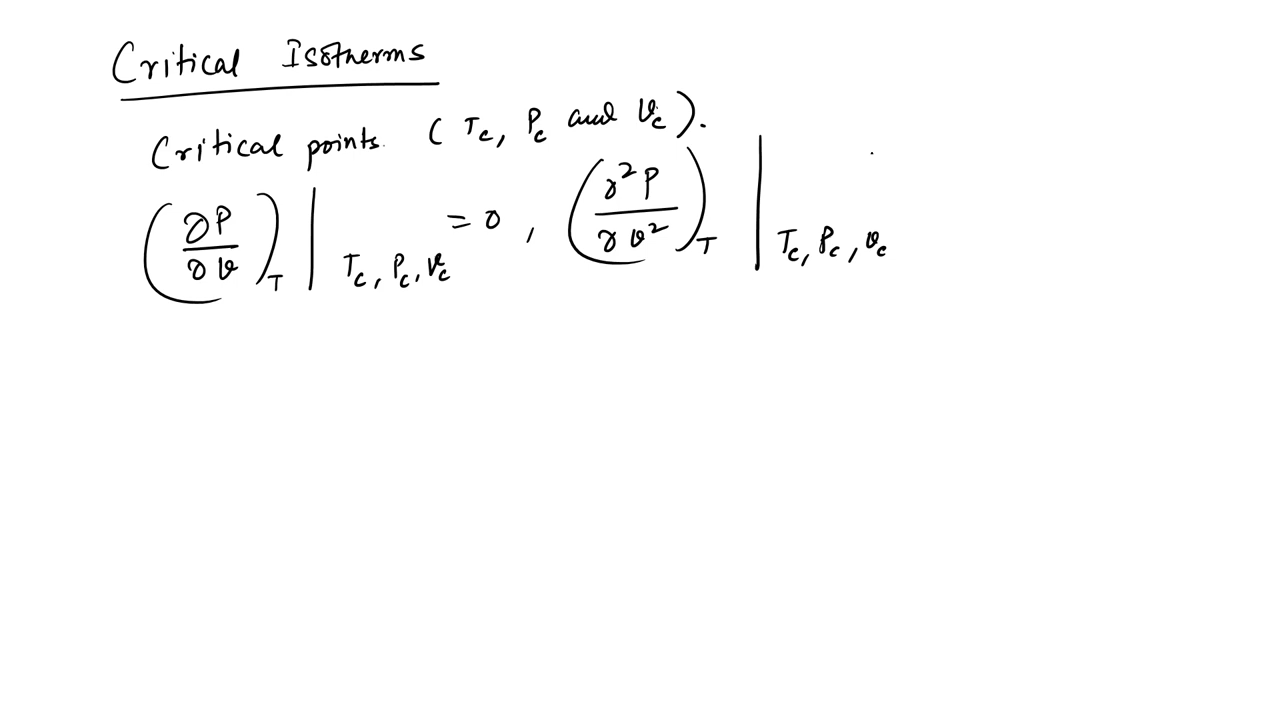 Critical Isotherms
Critical points. (Tc, Pc and vc).
(∂P/∂v)T |Tc, Pc, vc = 0, (∂²P/∂v²)T |Tc, Pc, vc